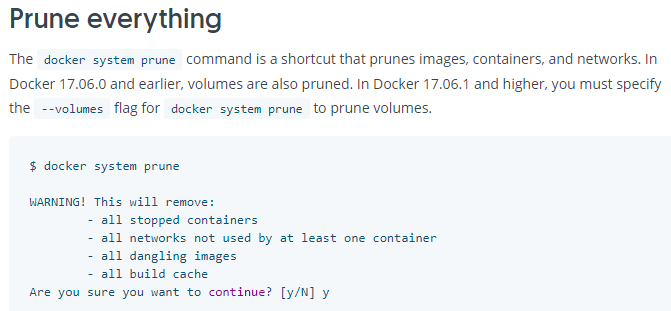 Prune everything
The docker system prune command is a shortcut that prunes images, containers, and networks. In
Docker 17.06.0 and earlier, volumes are also pruned. In Docker 17.06.1 and higher, you must specify
the --volumes flag for docker system prune to prune volumes.
$ docker system prune
WARNING! This will remove:
- all stopped containers
- all networks not used by at least one container
- all dangling images
- all build cache
Are you sure you want to continue? [y/N] y